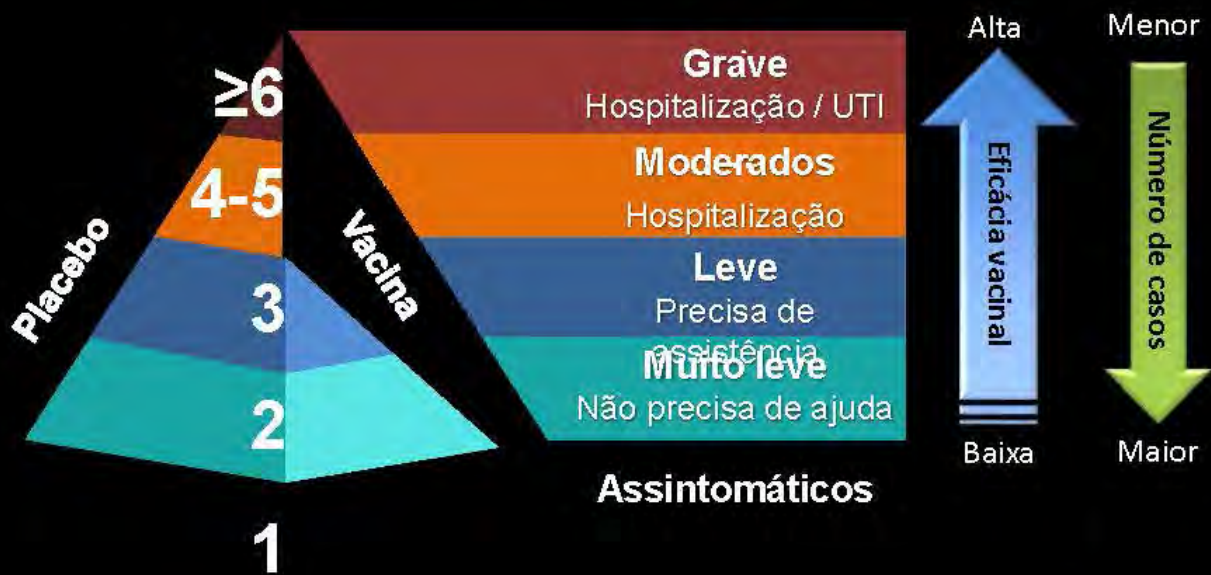 ≥6
4-5
3
2
1
Placebo
Vacina
Grave
Hospitalização / UTI
Moderados
Hospitalização
Leve
Precisa de
assistência
Muito leve
Não precisa de ajuda
Assintomáticos
Alta
Eficácia vacinal
Baixa
Menor
Número de casos
Maior